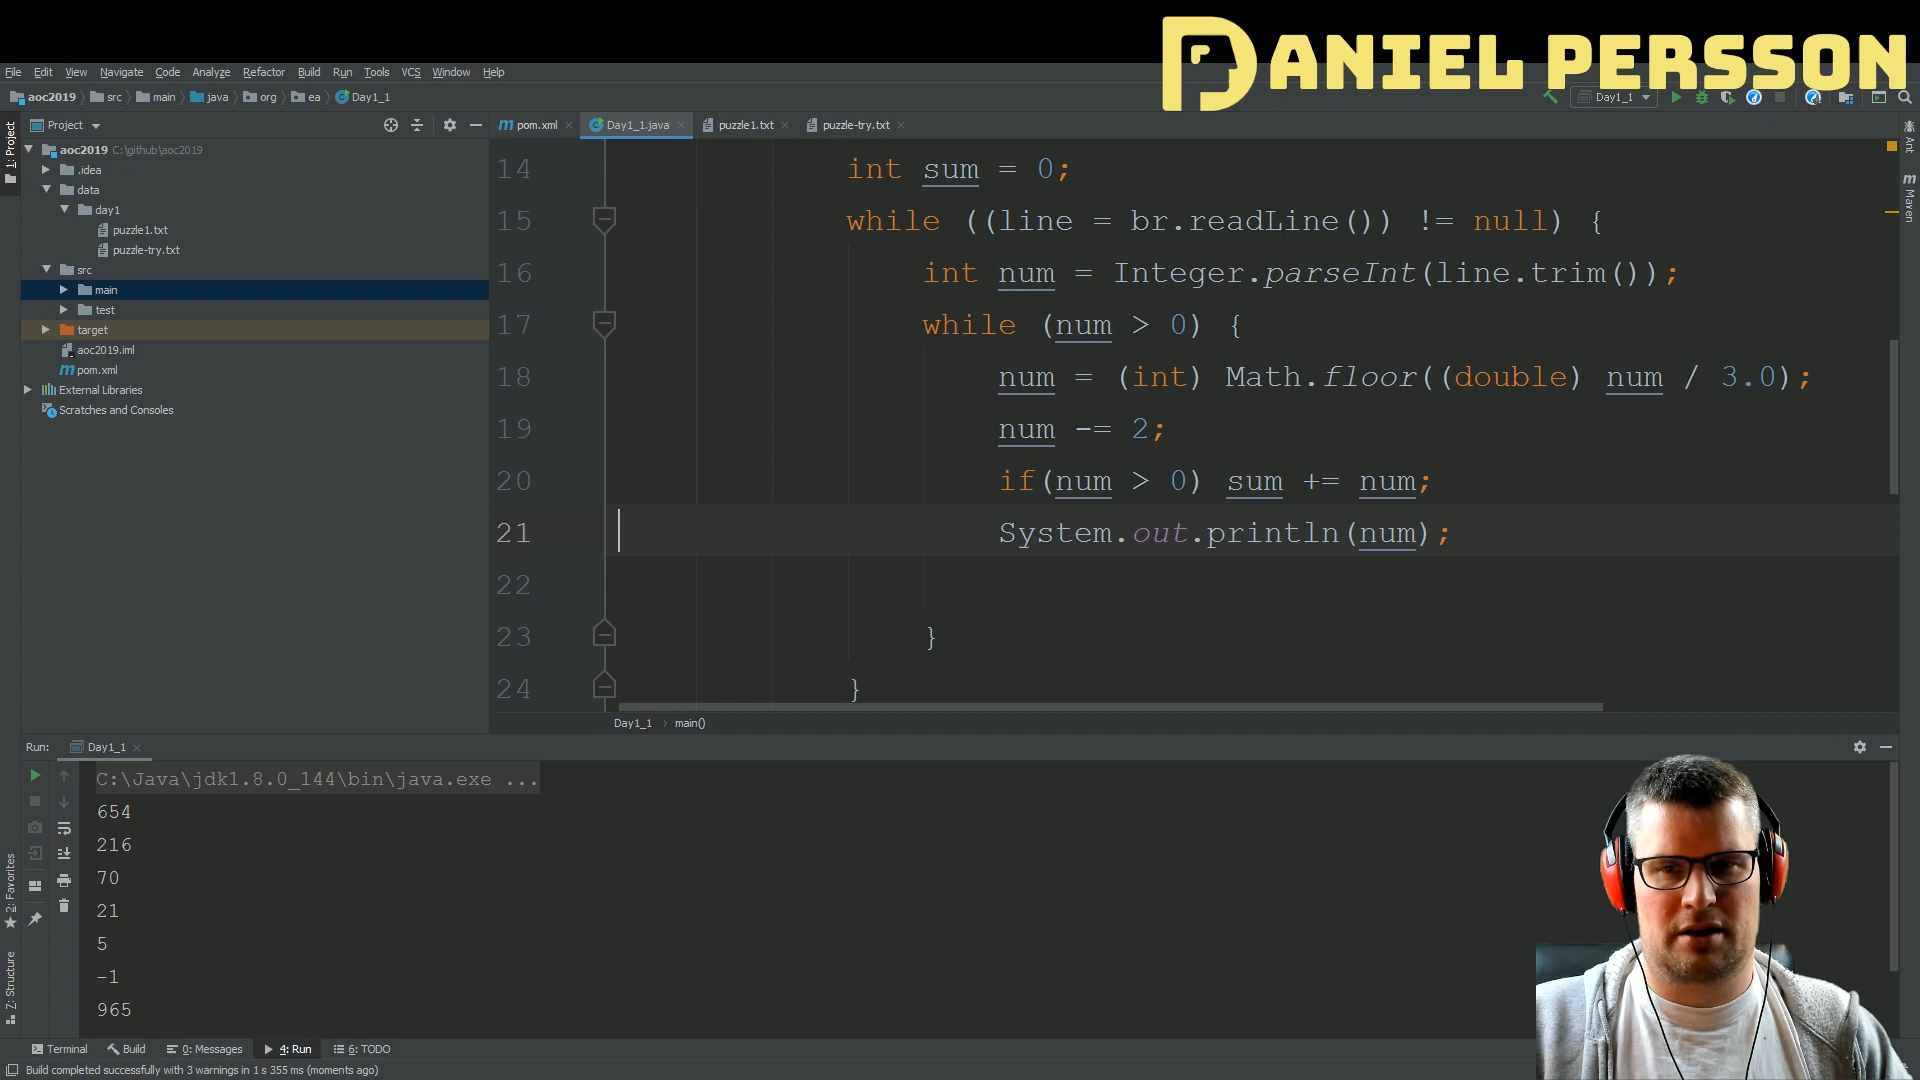 DANIEL PERSSON
File Edit View Navigate Code Analyze Refactor Build Run Tools VCS Window Help
aoc2019 src main java org ea Day1_1
Day1_1
Project
pom.xml Day1_1.java puzzle1.txt puzzle-try.txt
1: Project
aoc2019 C:\github\aoc2019
.idea
data
day1
puzzle1.txt
puzzle-try.txt
src
main
test
target
aoc2019.iml
pom.xml
External Libraries
Scratches and Consoles
14 int sum = 0;
15 while ((line = br.readLine()) != null) {
16 int num = Integer.parseInt(line.trim());
17 while (num > 0) {
18 num = (int) Math.floor((double) num / 3.0);
19 num -= 2;
20 if(num > 0) sum += num;
21 System.out.println(num);
22
23 }
24 }
Day1_1 › main()
Ant
Maven
Run: Day1_1
C:\Java\jdk1.8.0_144\bin\java.exe ...
654
216
70
21
5
-1
965
2: Favorites
7: Structure
Terminal Build 0: Messages 4: Run 6: TODO
Build completed successfully with 3 warnings in 1 s 355 ms (moments ago)